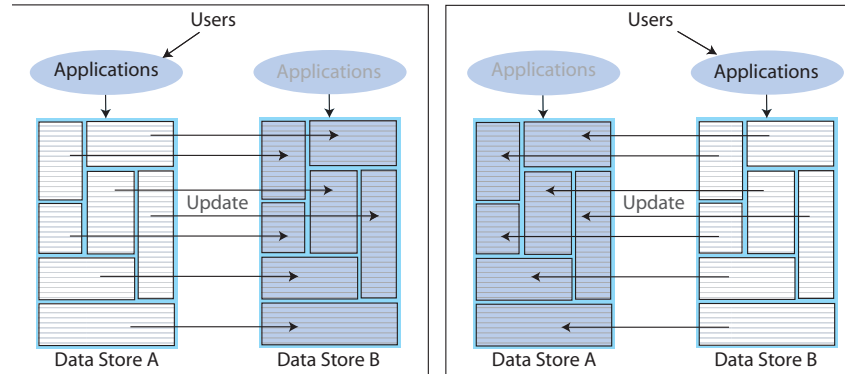 Users
Applications
Applications
Update
Data Store A
Data Store B
Users
Applications
Applications
Update
Data Store A
Data Store B